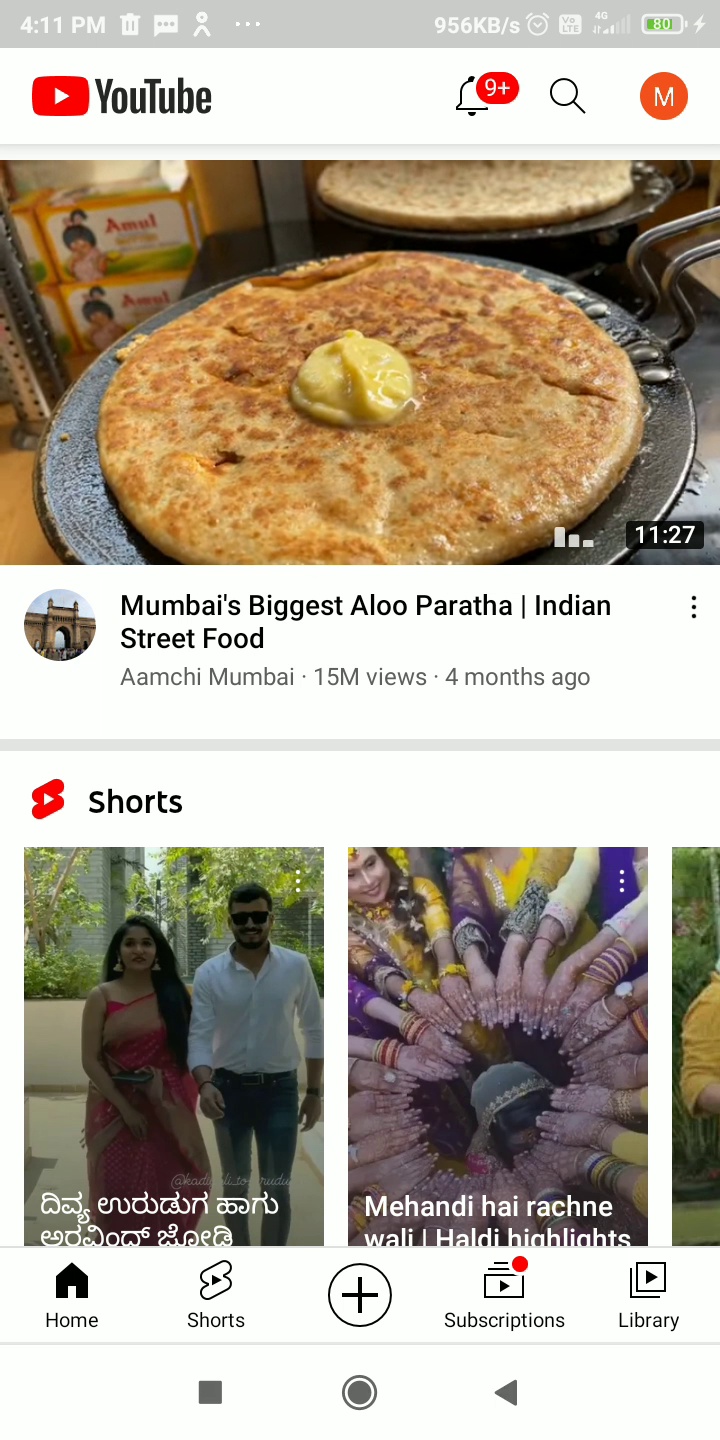 4:11 PM
956KB/s
Vo
LTE
4G
80
YouTube
9+
M
Amul
Amul
11:27
Mumbai's Biggest Aloo Paratha | Indian
Street Food
Aamchi Mumbai · 15M views · 4 months ago
Shorts
ದಿವ್ಯ ಉರುಡುಗ ಹಾಗು
ಅರವಿಂದ್ ಜೋಡಿ
Mehandi hai rachne
wali | Haldi highlights
Home
Shorts
Subscriptions
Library